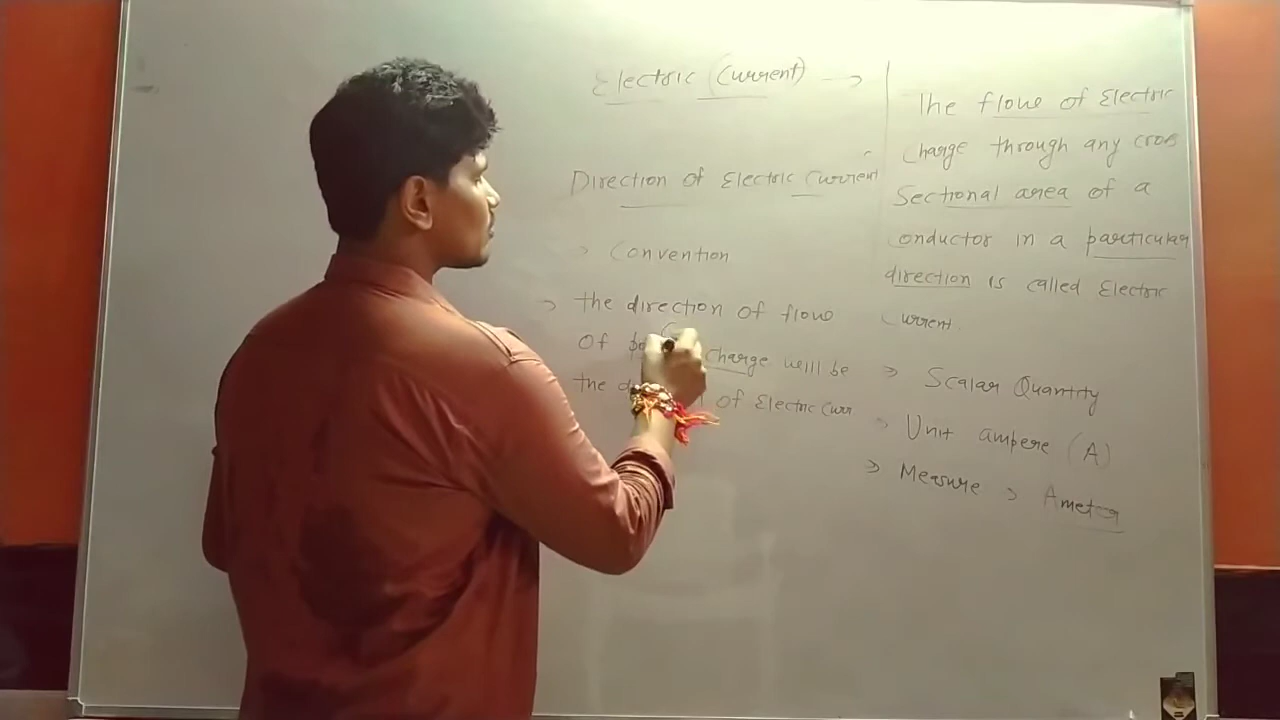 Electric (current) →
Direction of Electric current
> Convention
> the direction of flow
of charge will be
the of Electric Curr
The flow of Electric
charge through any cross
Sectional area of a
conductor in a particular
direction is called Electric
current.
⇒ Scalar Quantity
Unit ampere (A)
⇒ Measure > Ameter